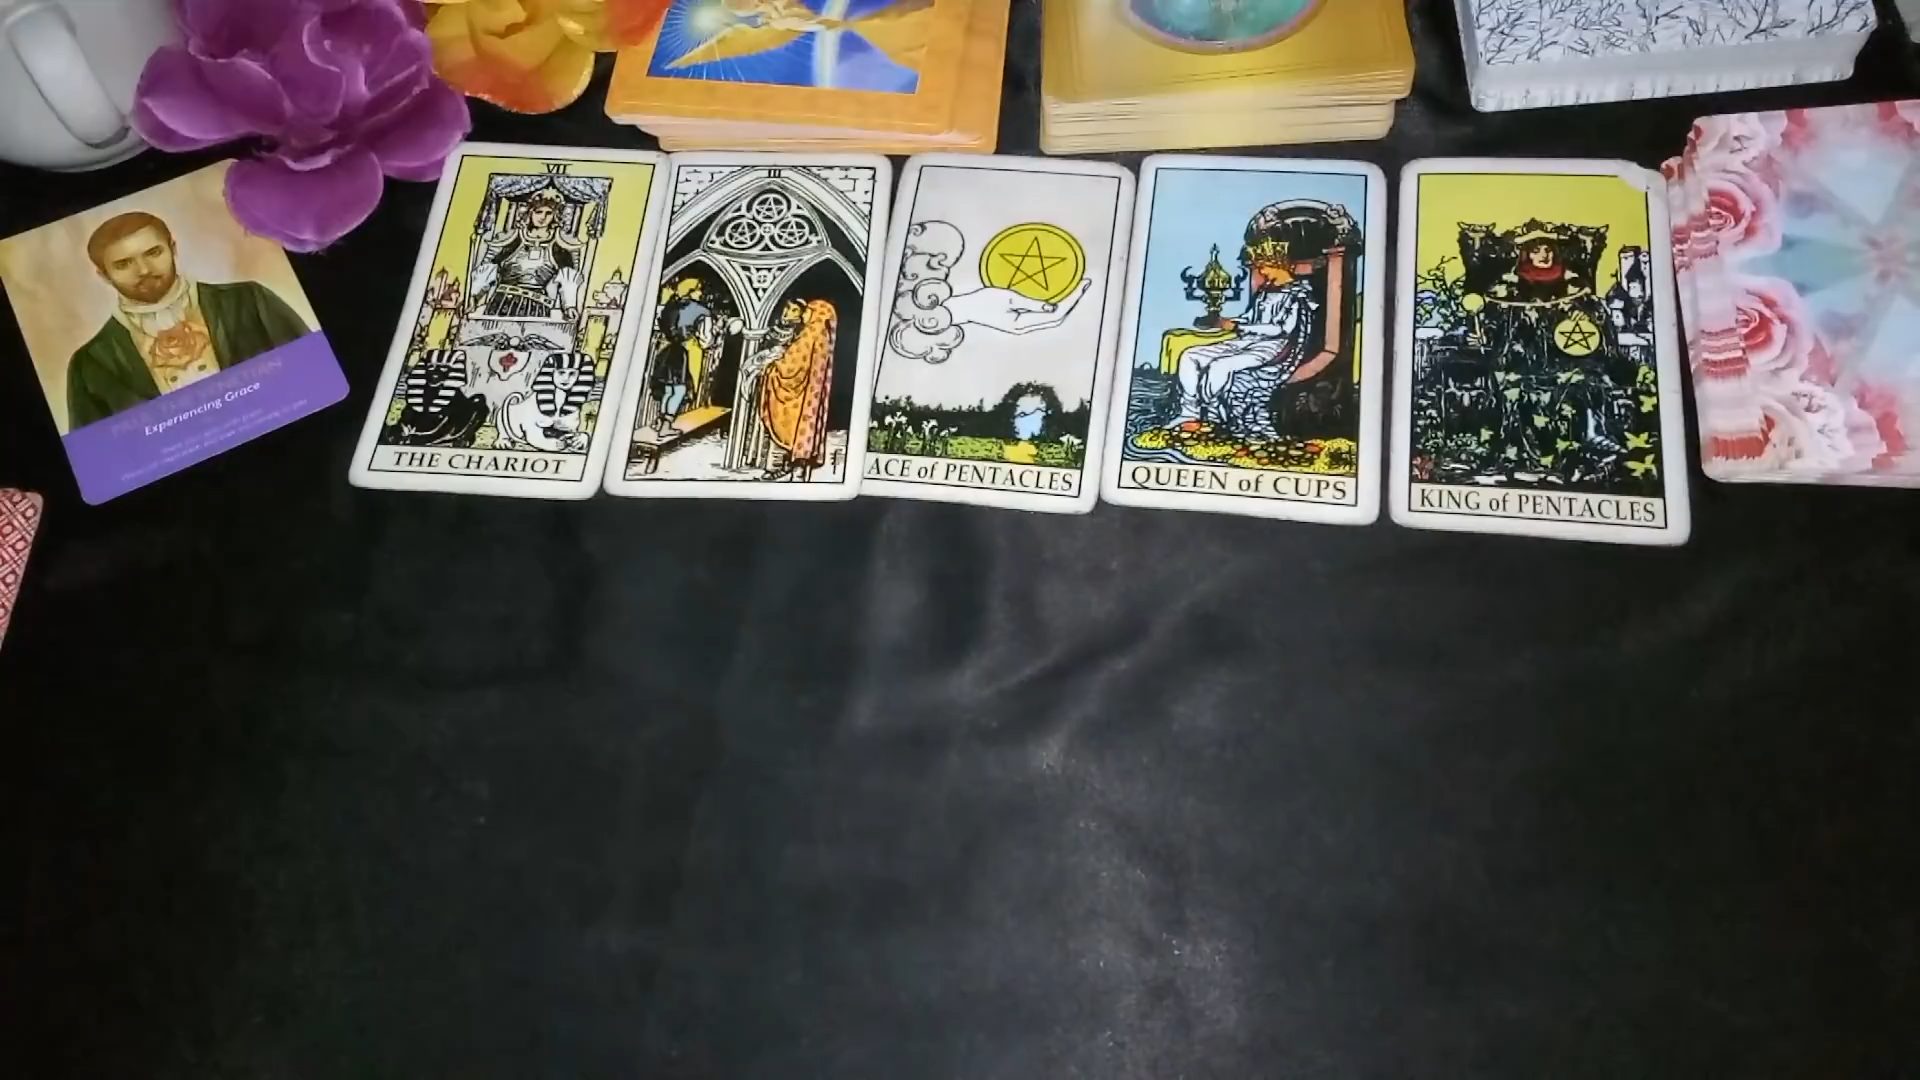 Experiencing Grace
VII
THE CHARIOT
III
ACE of PENTACLES
QUEEN of CUPS
KING of PENTACLES